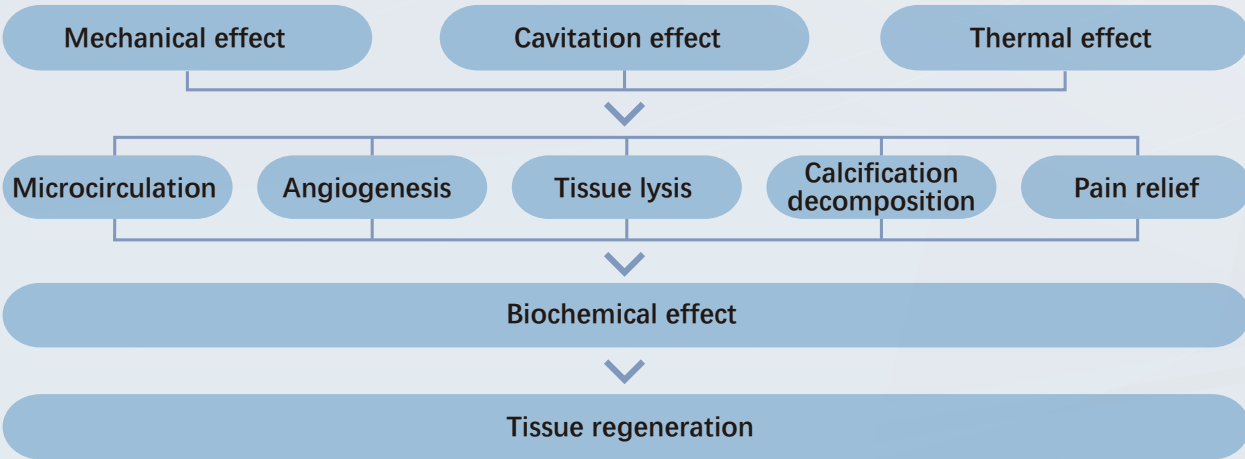 Mechanical effect
Cavitation effect
Thermal effect
Microcirculation
Angiogenesis
Tissue lysis
Calcification
decomposition
Pain relief
Biochemical effect
Tissue regeneration